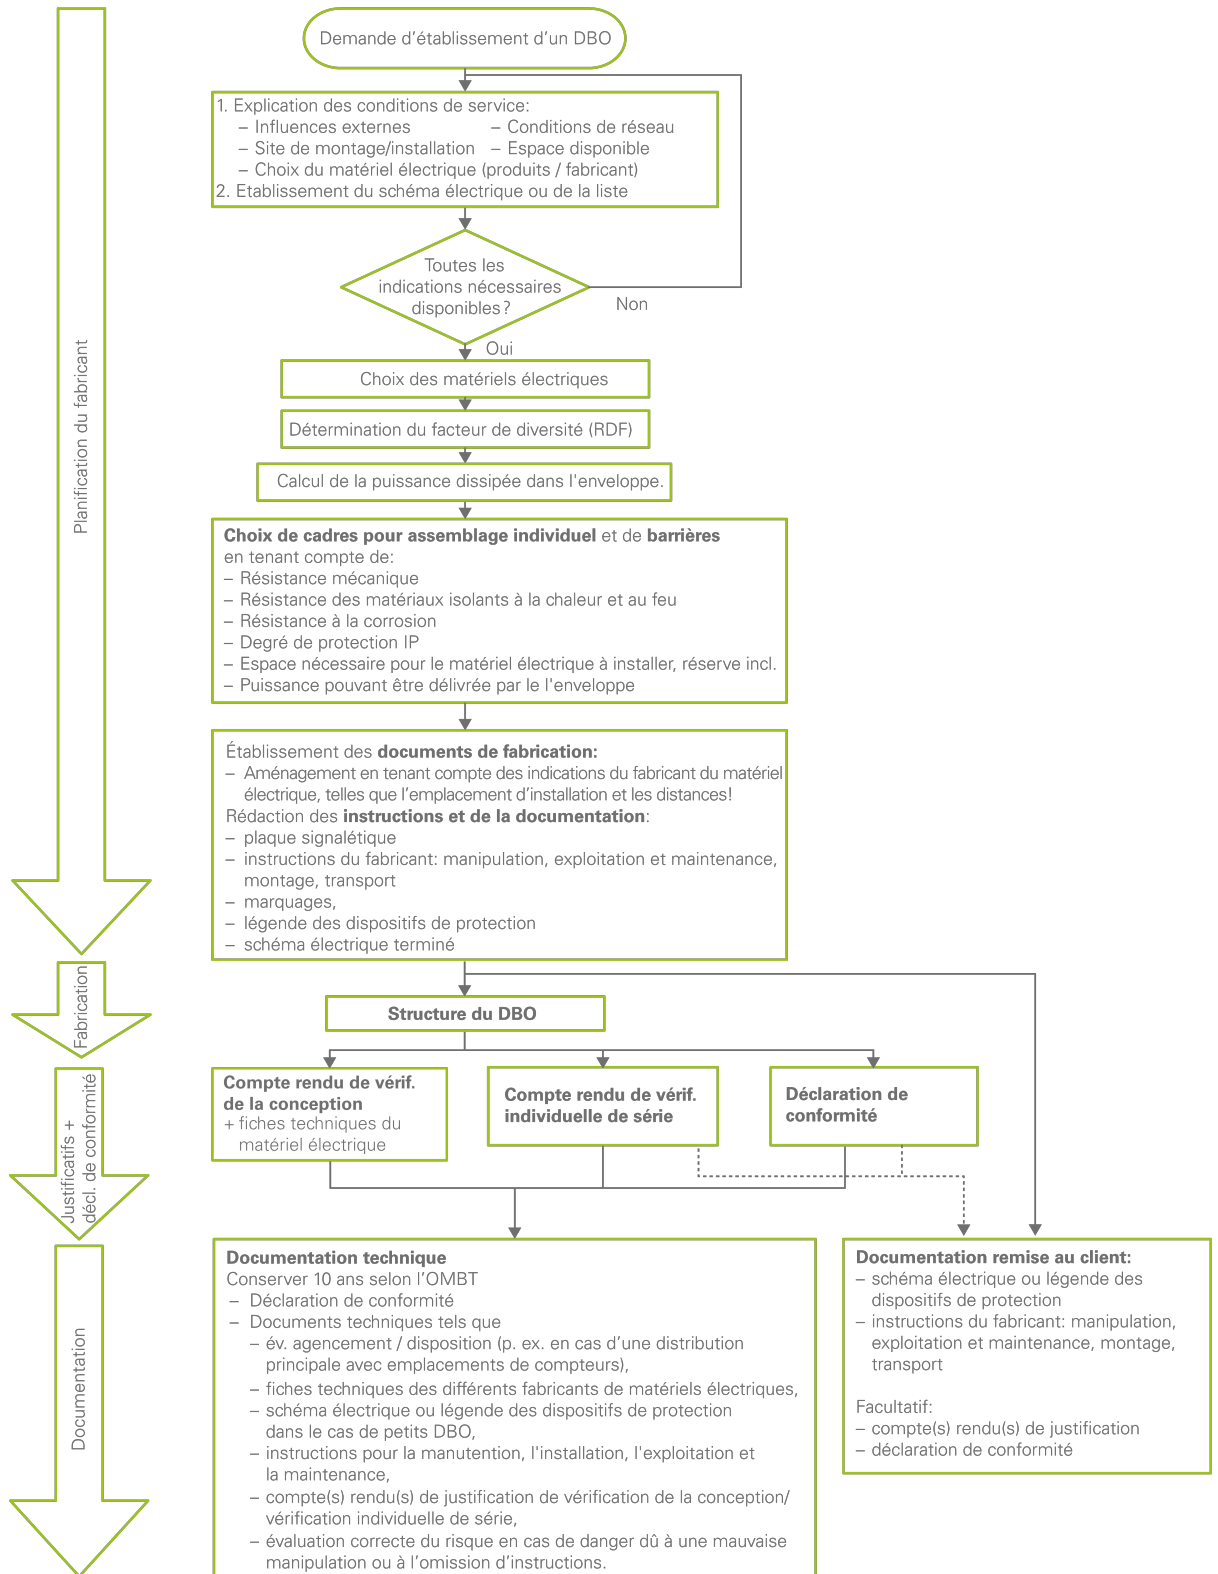 Demande d'établissement d'un DBO
1. Explication des conditions de service:
– Influences externes – Conditions de réseau
– Site de montage/installation – Espace disponible
– Choix du matériel électrique (produits / fabricant)
2. Etablissement du schéma électrique ou de la liste
Toutes les
indications nécessaires
disponibles?
Non
Oui
Choix des matériels électriques
Détermination du facteur de diversité (RDF)
Calcul de la puissance dissipée dans l'enveloppe.
Planification du fabricant
Choix de cadres pour assemblage individuel et de barrières
en tenant compte de:
– Résistance mécanique
– Résistance des matériaux isolants à la chaleur et au feu
– Résistance à la corrosion
– Degré de protection IP
– Espace nécessaire pour le matériel électrique à installer, réserve incl.
– Puissance pouvant être délivrée par le l'enveloppe
Établissement des documents de fabrication:
– Aménagement en tenant compte des indications du fabricant du matériel
électrique, telles que l'emplacement d'installation et les distances!
Rédaction des instructions et de la documentation:
– plaque signalétique
– instructions du fabricant: manipulation, exploitation et maintenance,
montage, transport
– marquages,
– légende des dispositifs de protection
– schéma électrique terminé
Fabrication
Structure du DBO
Justificatifs +
décl. de conformité
Compte rendu de vérif.
de la conception
+ fiches techniques du
matériel électrique
Compte rendu de vérif.
individuelle de série
Déclaration de
conformité
Documentation
Documentation technique
Conserver 10 ans selon l'OMBT
– Déclaration de conformité
– Documents techniques tels que
– év. agencement / disposition (p. ex. en cas d'une distribution
principale avec emplacements de compteurs),
– fiches techniques des différents fabricants de matériels électriques,
– schéma électrique ou légende des dispositifs de protection
dans le cas de petits DBO,
– instructions pour la manutention, l'installation, l'exploitation et
la maintenance,
– compte(s) rendu(s) de justification de vérification de la conception/
vérification individuelle de série,
– évaluation correcte du risque en cas de danger dû à une mauvaise
manipulation ou à l'omission d'instructions.
Documentation remise au client:
– schéma électrique ou légende des
dispositifs de protection
– instructions du fabricant: manipulation,
exploitation et maintenance, montage,
transport
Facultatif:
– compte(s) rendu(s) de justification
– déclaration de conformité